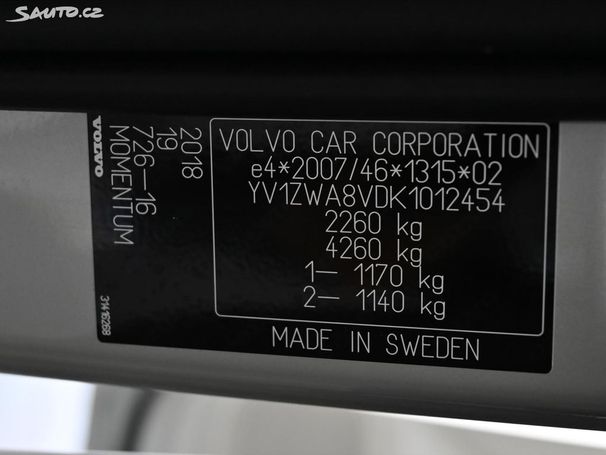 Sauto.cz
VOLVO CAR CORPORATION
e4*2007/46*1315*02
YV1ZWA8VDK1012454
2260 kg
4260 kg
1— 1170 kg
2— 1140 kg
MADE IN SWEDEN
2018
19
726—16
MOMENTUM
VOLVO
31416268